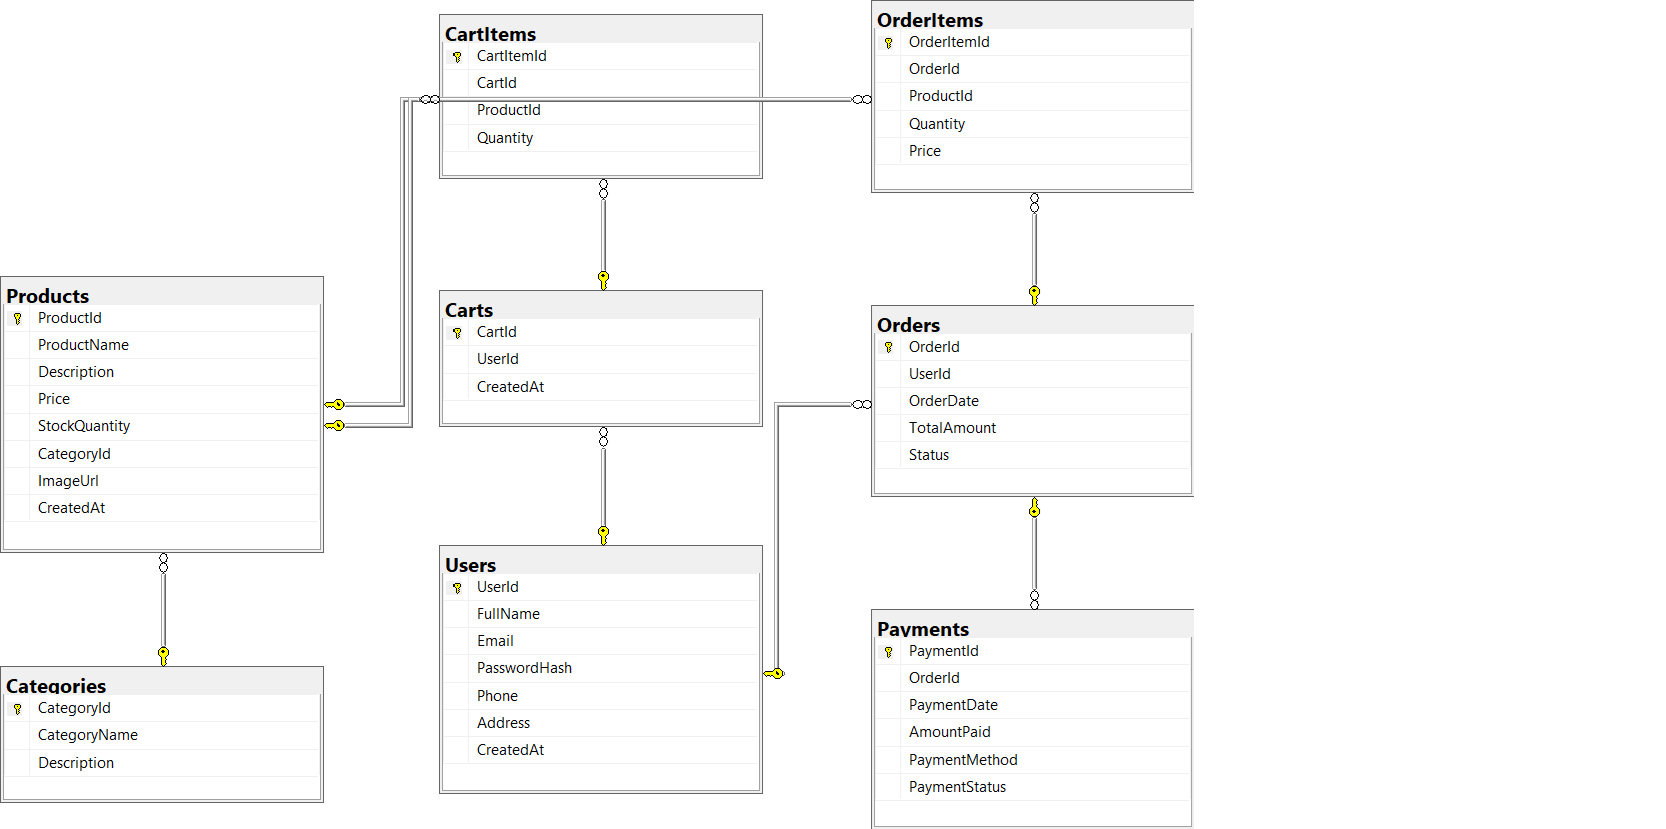 CartItems
CartItemId
CartId
ProductId
Quantity
OrderItems
OrderItemId
OrderId
ProductId
Quantity
Price
Products
ProductId
ProductName
Description
Price
StockQuantity
CategoryId
ImageUrl
CreatedAt
Carts
CartId
UserId
CreatedAt
Orders
OrderId
UserId
OrderDate
TotalAmount
Status
Categories
CategoryId
CategoryName
Description
Users
UserId
FullName
Email
PasswordHash
Phone
Address
CreatedAt
Payments
PaymentId
OrderId
PaymentDate
AmountPaid
PaymentMethod
PaymentStatus